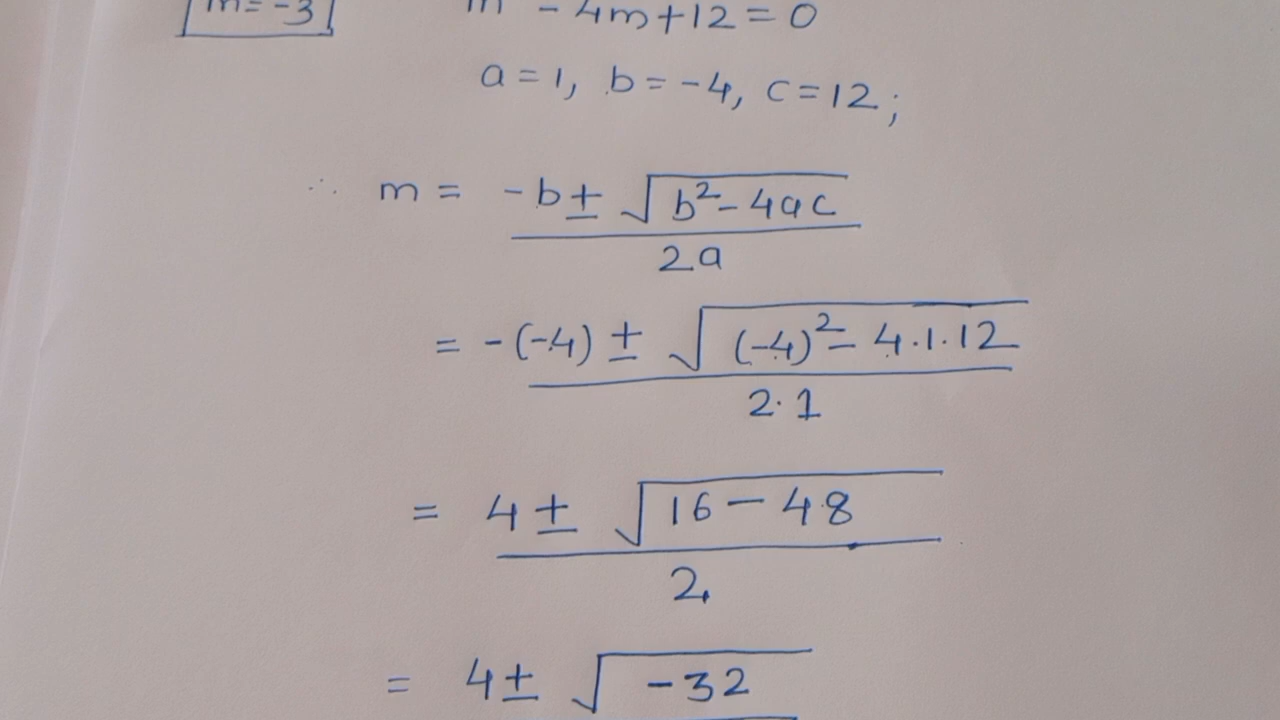 m = -3 m - 4m + 12 = 0
a = 1, b = -4, c = 12;
∴ m = -b ± √(b² - 4ac)
2a
= -(-4) ± √((-4)² - 4.1.12)
2.1
= 4 ± √(16 - 48)
2
= 4 ± √(-32)